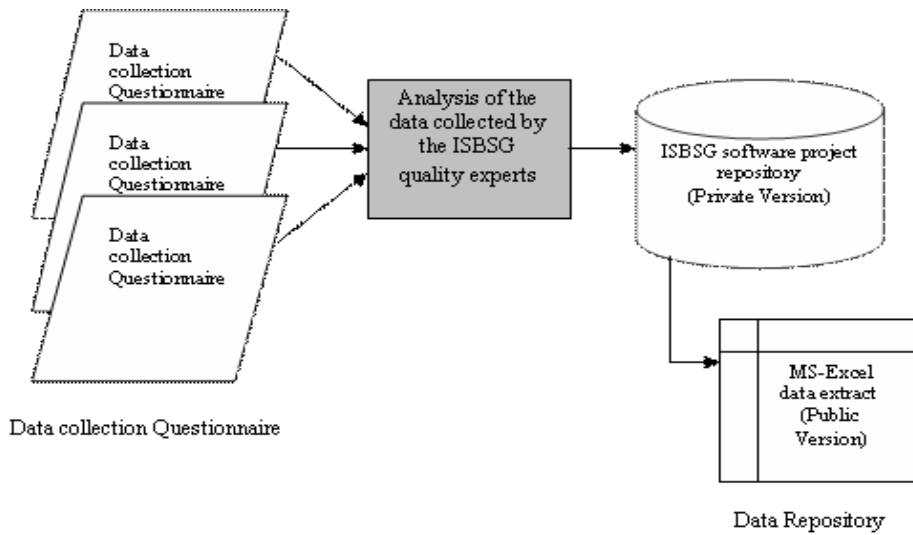 Data
collection
Questionnaire
Data
collection
Questionnaire
Data
collection
Questionnaire
Data collection Questionnaire
Analysis of the
data collected by
the ISBSG
quality experts
ISBSG software project
repository
(Private Version)
MS-Excel
data extract
(Public
Version)
Data Repository